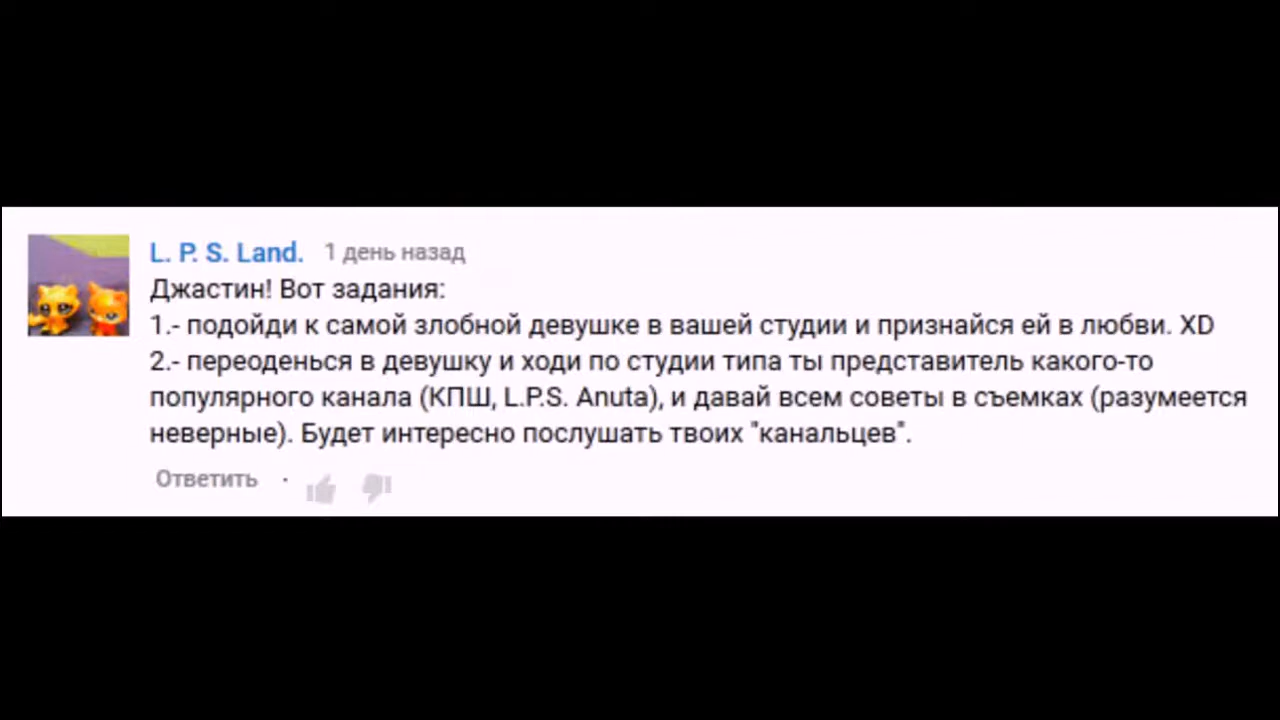 L. P. S. Land. 1 день назад
Джастин! Вот задания:
1.- подойди к самой злобной девушке в вашей студии и признайся ей в любви. XD
2.- переоденься в девушку и ходи по студии типа ты представитель какого-то
популярного канала (КПШ, L.P.S. Anuta), и давай всем советы в съемках (разумеется
неверные). Будет интересно послушать твоих "канальцев".
Ответить ·